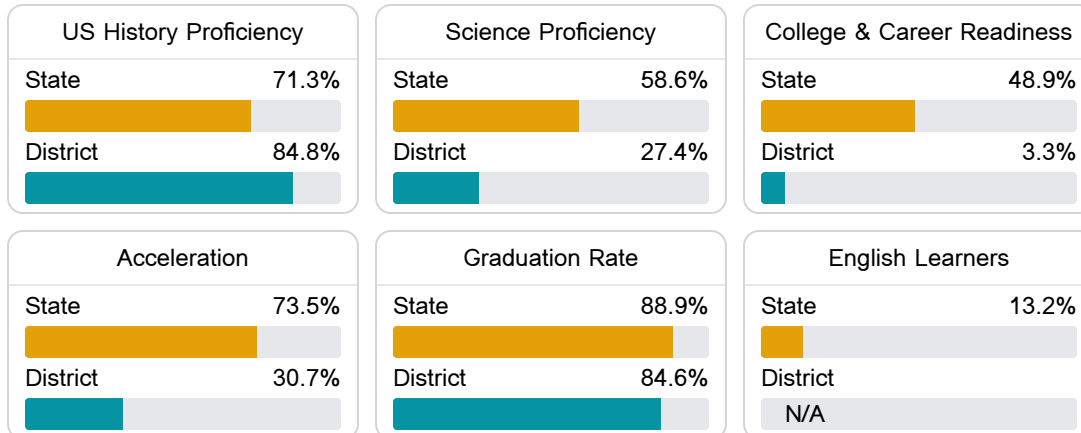 US History Proficiency
State 71.3%
District 84.8%
Science Proficiency
State 58.6%
District 27.4%
College & Career Readiness
State 48.9%
District 3.3%
Acceleration
State 73.5%
District 30.7%
Graduation Rate
State 88.9%
District 84.6%
English Learners
State 13.2%
District
N/A